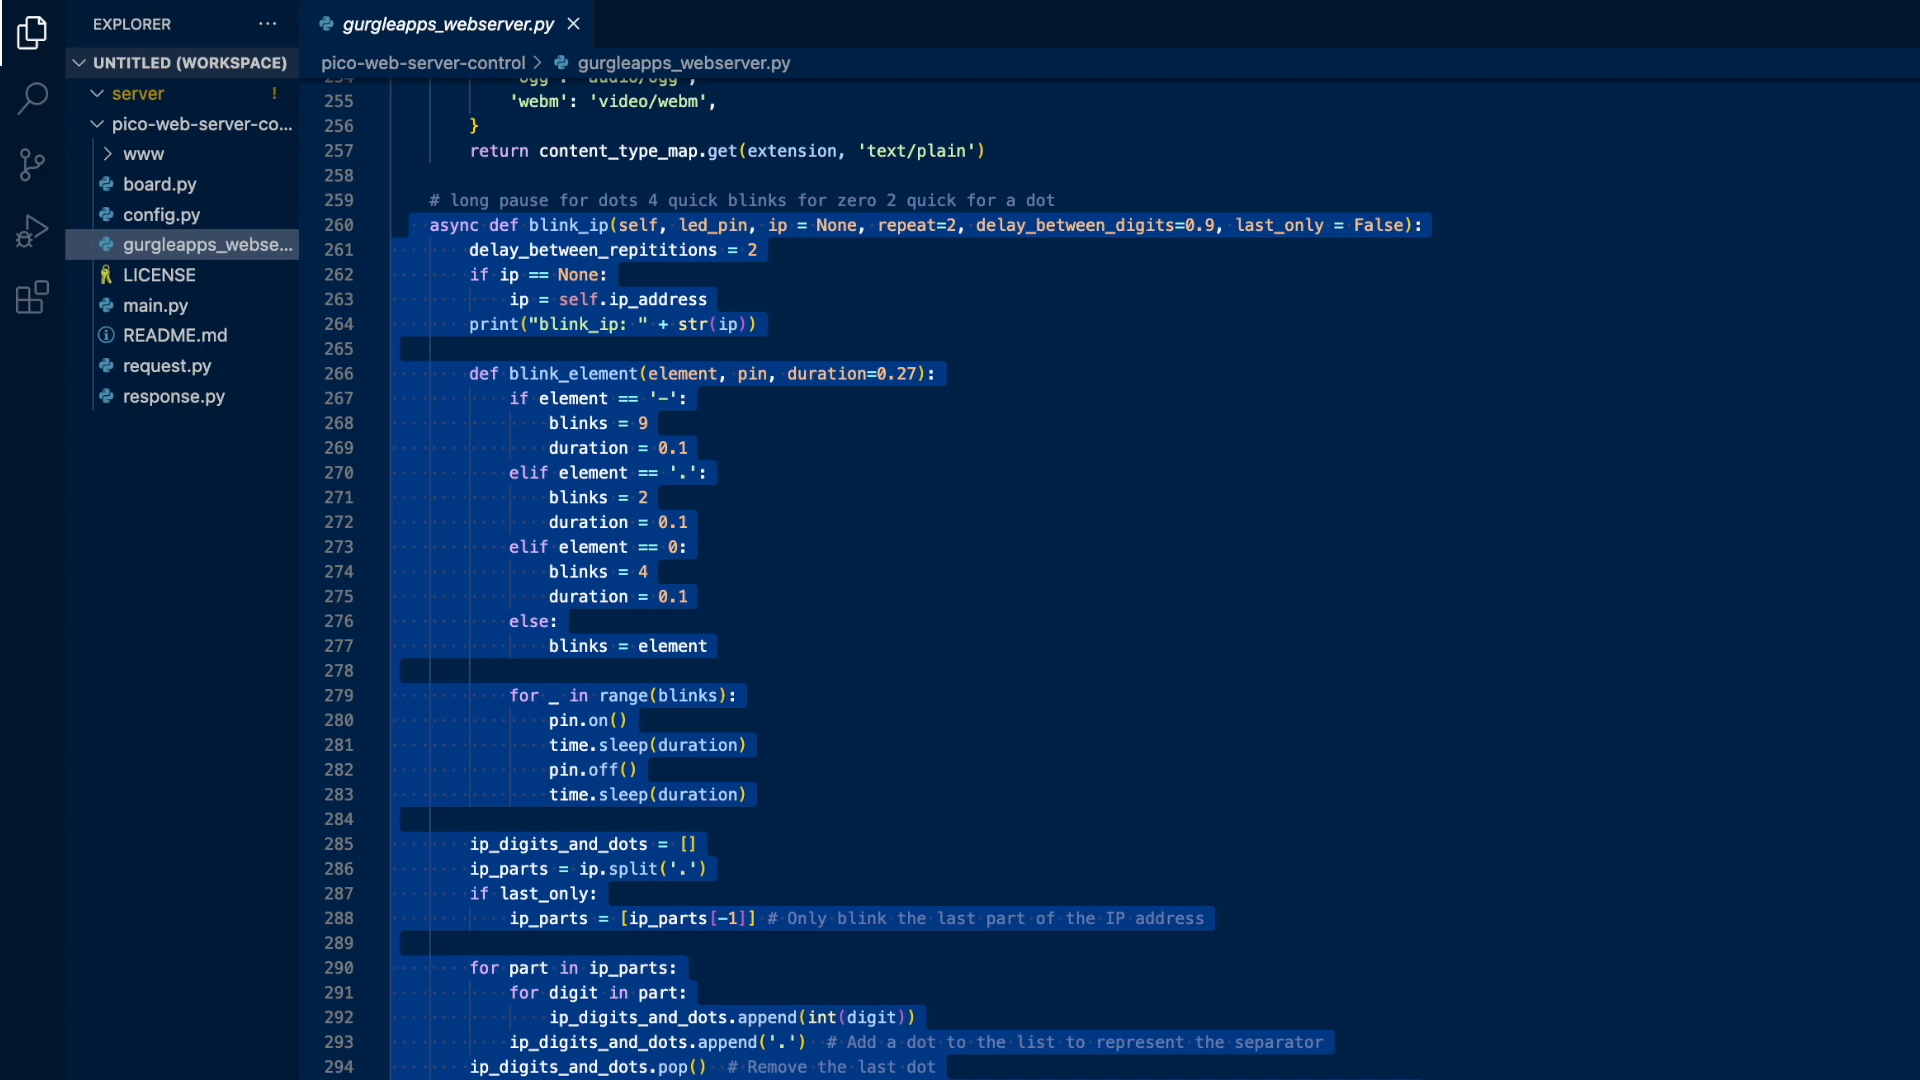 EXPLORER
···
UNTITLED (WORKSPACE)
server !
pico-web-server-co...
www
board.py
config.py
gurgleapps_webse...
LICENSE
main.py
README.md
request.py
response.py
gurgleapps_webserver.py
pico-web-server-control > gurgleapps_webserver.py
254 'ogg': 'audio/ogg',
255 'webm': 'video/webm',
256 }
257 return content_type_map.get(extension, 'text/plain')
258
259 # long pause for dots 4 quick blinks for zero 2 quick for a dot
260 async def blink_ip(self, led_pin, ip = None, repeat=2, delay_between_digits=0.9, last_only = False):
261 delay_between_repititions = 2
262 if ip == None:
263 ip = self.ip_address
264 print("blink_ip: " + str(ip))
265
266 def blink_element(element, pin, duration=0.27):
267 if element == '-':
268 blinks = 9
269 duration = 0.1
270 elif element == '.':
271 blinks = 2
272 duration = 0.1
273 elif element == 0:
274 blinks = 4
275 duration = 0.1
276 else:
277 blinks = element
278
279 for _ in range(blinks):
280 pin.on()
281 time.sleep(duration)
282 pin.off()
283 time.sleep(duration)
284
285 ip_digits_and_dots = []
286 ip_parts = ip.split('.')
287 if last_only:
288 ip_parts = [ip_parts[-1]] # Only blink the last part of the IP address
289
290 for part in ip_parts:
291 for digit in part:
292 ip_digits_and_dots.append(int(digit))
293 ip_digits_and_dots.append('.') # Add a dot to the list to represent the separator
294 ip_digits_and_dots.pop() # Remove the last dot